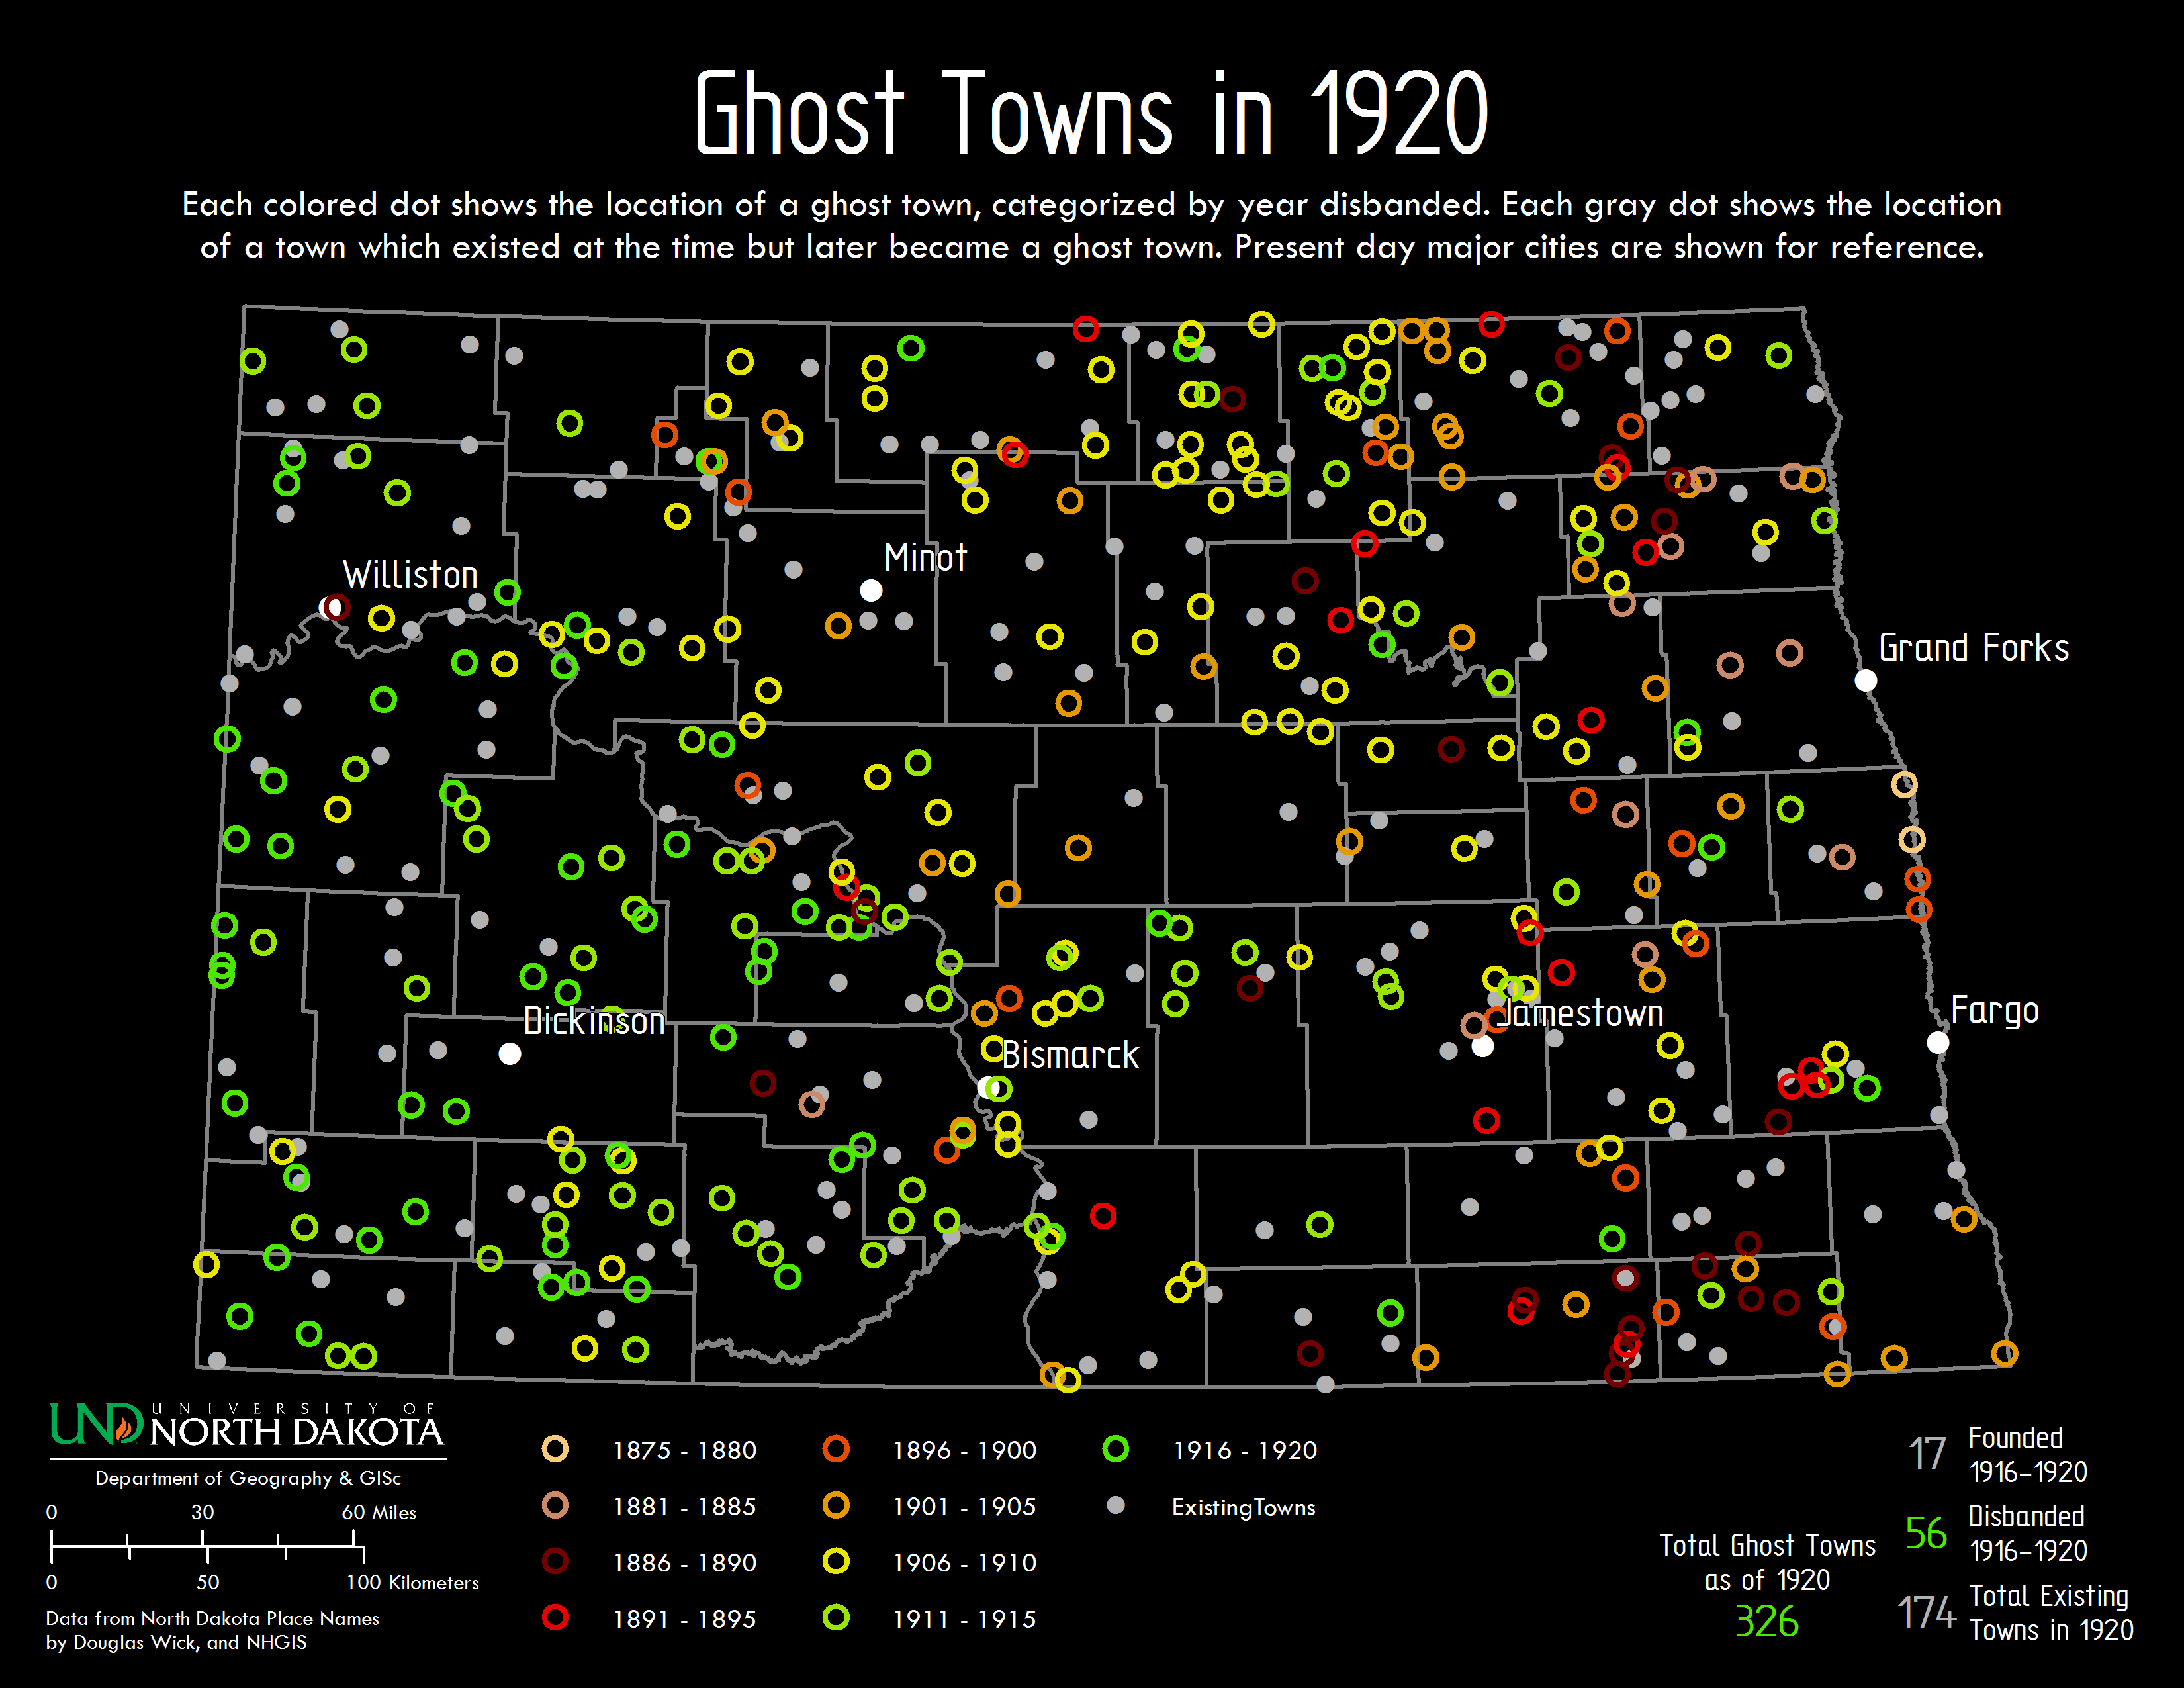 Ghost Towns in 1920
Each colored dot shows the location of a ghost town, categorized by year disbanded. Each gray dot shows the location
of a town which existed at the time but later became a ghost town. Present day major cities are shown for reference.
Minot
Williston
Grand Forks
Dickinson
Jamestown
Fargo
Bismarck
UND UNIVERSITY OF
NORTH DAKOTA
Department of Geography & GISc
0 30 60 Miles
0 50 100 Kilometers
Data from North Dakota Place Names
by Douglas Wick, and NHGIS
1875 - 1880
1881 - 1885
1886 - 1890
1891 - 1895
1896 - 1900
1901 - 1905
1906 - 1910
1911 - 1915
1916 - 1920
ExistingTowns
Total Ghost Towns
as of 1920
326
17 Founded
1916–1920
56 Disbanded
1916–1920
174 Total Existing
Towns in 1920